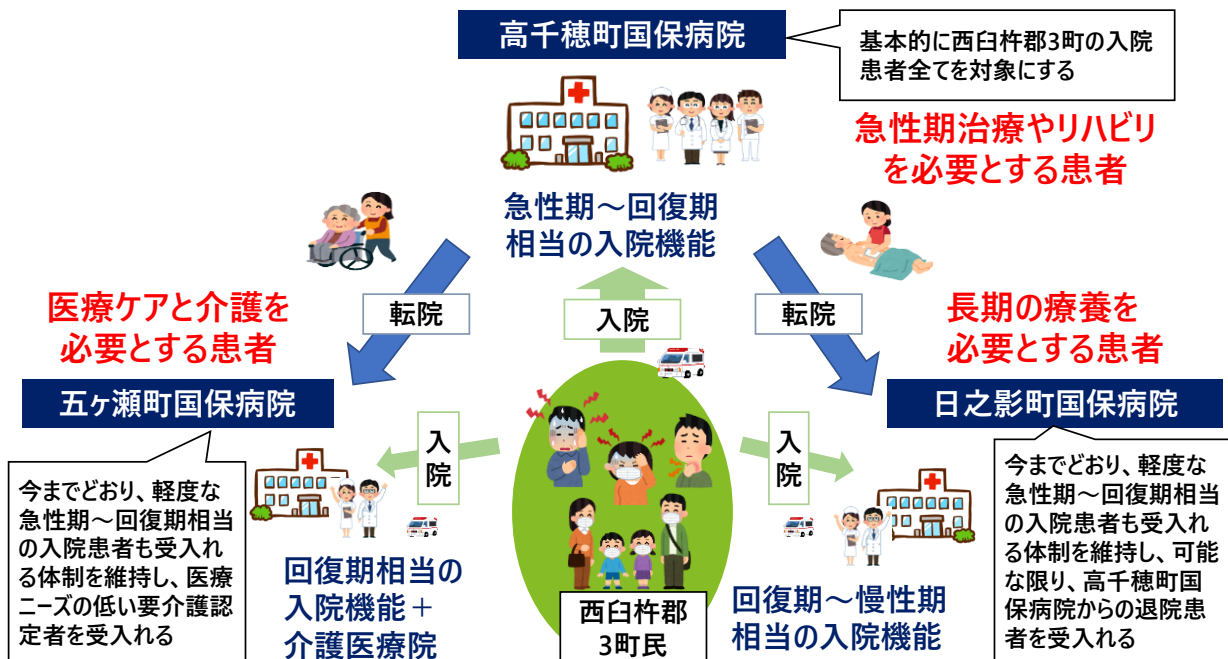 高千穂町国保病院
基本的に西臼杵郡3町の入院
患者全てを対象にする
急性期治療やリハビリ
を必要とする患者
急性期～回復期
相当の入院機能
転院
入院
転院
医療ケアと介護を
必要とする患者
長期の療養を
必要とする患者
五ヶ瀬町国保病院
日之影町国保病院
入
院
入
院
今までどおり、軽度な
急性期～回復期相当
の入院患者も受入れ
る体制を維持し、医療
ニーズの低い要介護認
定者を受入れる
回復期相当の
入院機能＋
介護医療院
西臼杵郡
3町民
回復期～慢性期
相当の入院機能
今までどおり、軽度な
急性期～回復期相当
の入院患者も受入れ
る体制を維持し、可能
な限り、高千穂町国
保病院からの退院患
者を受入れる